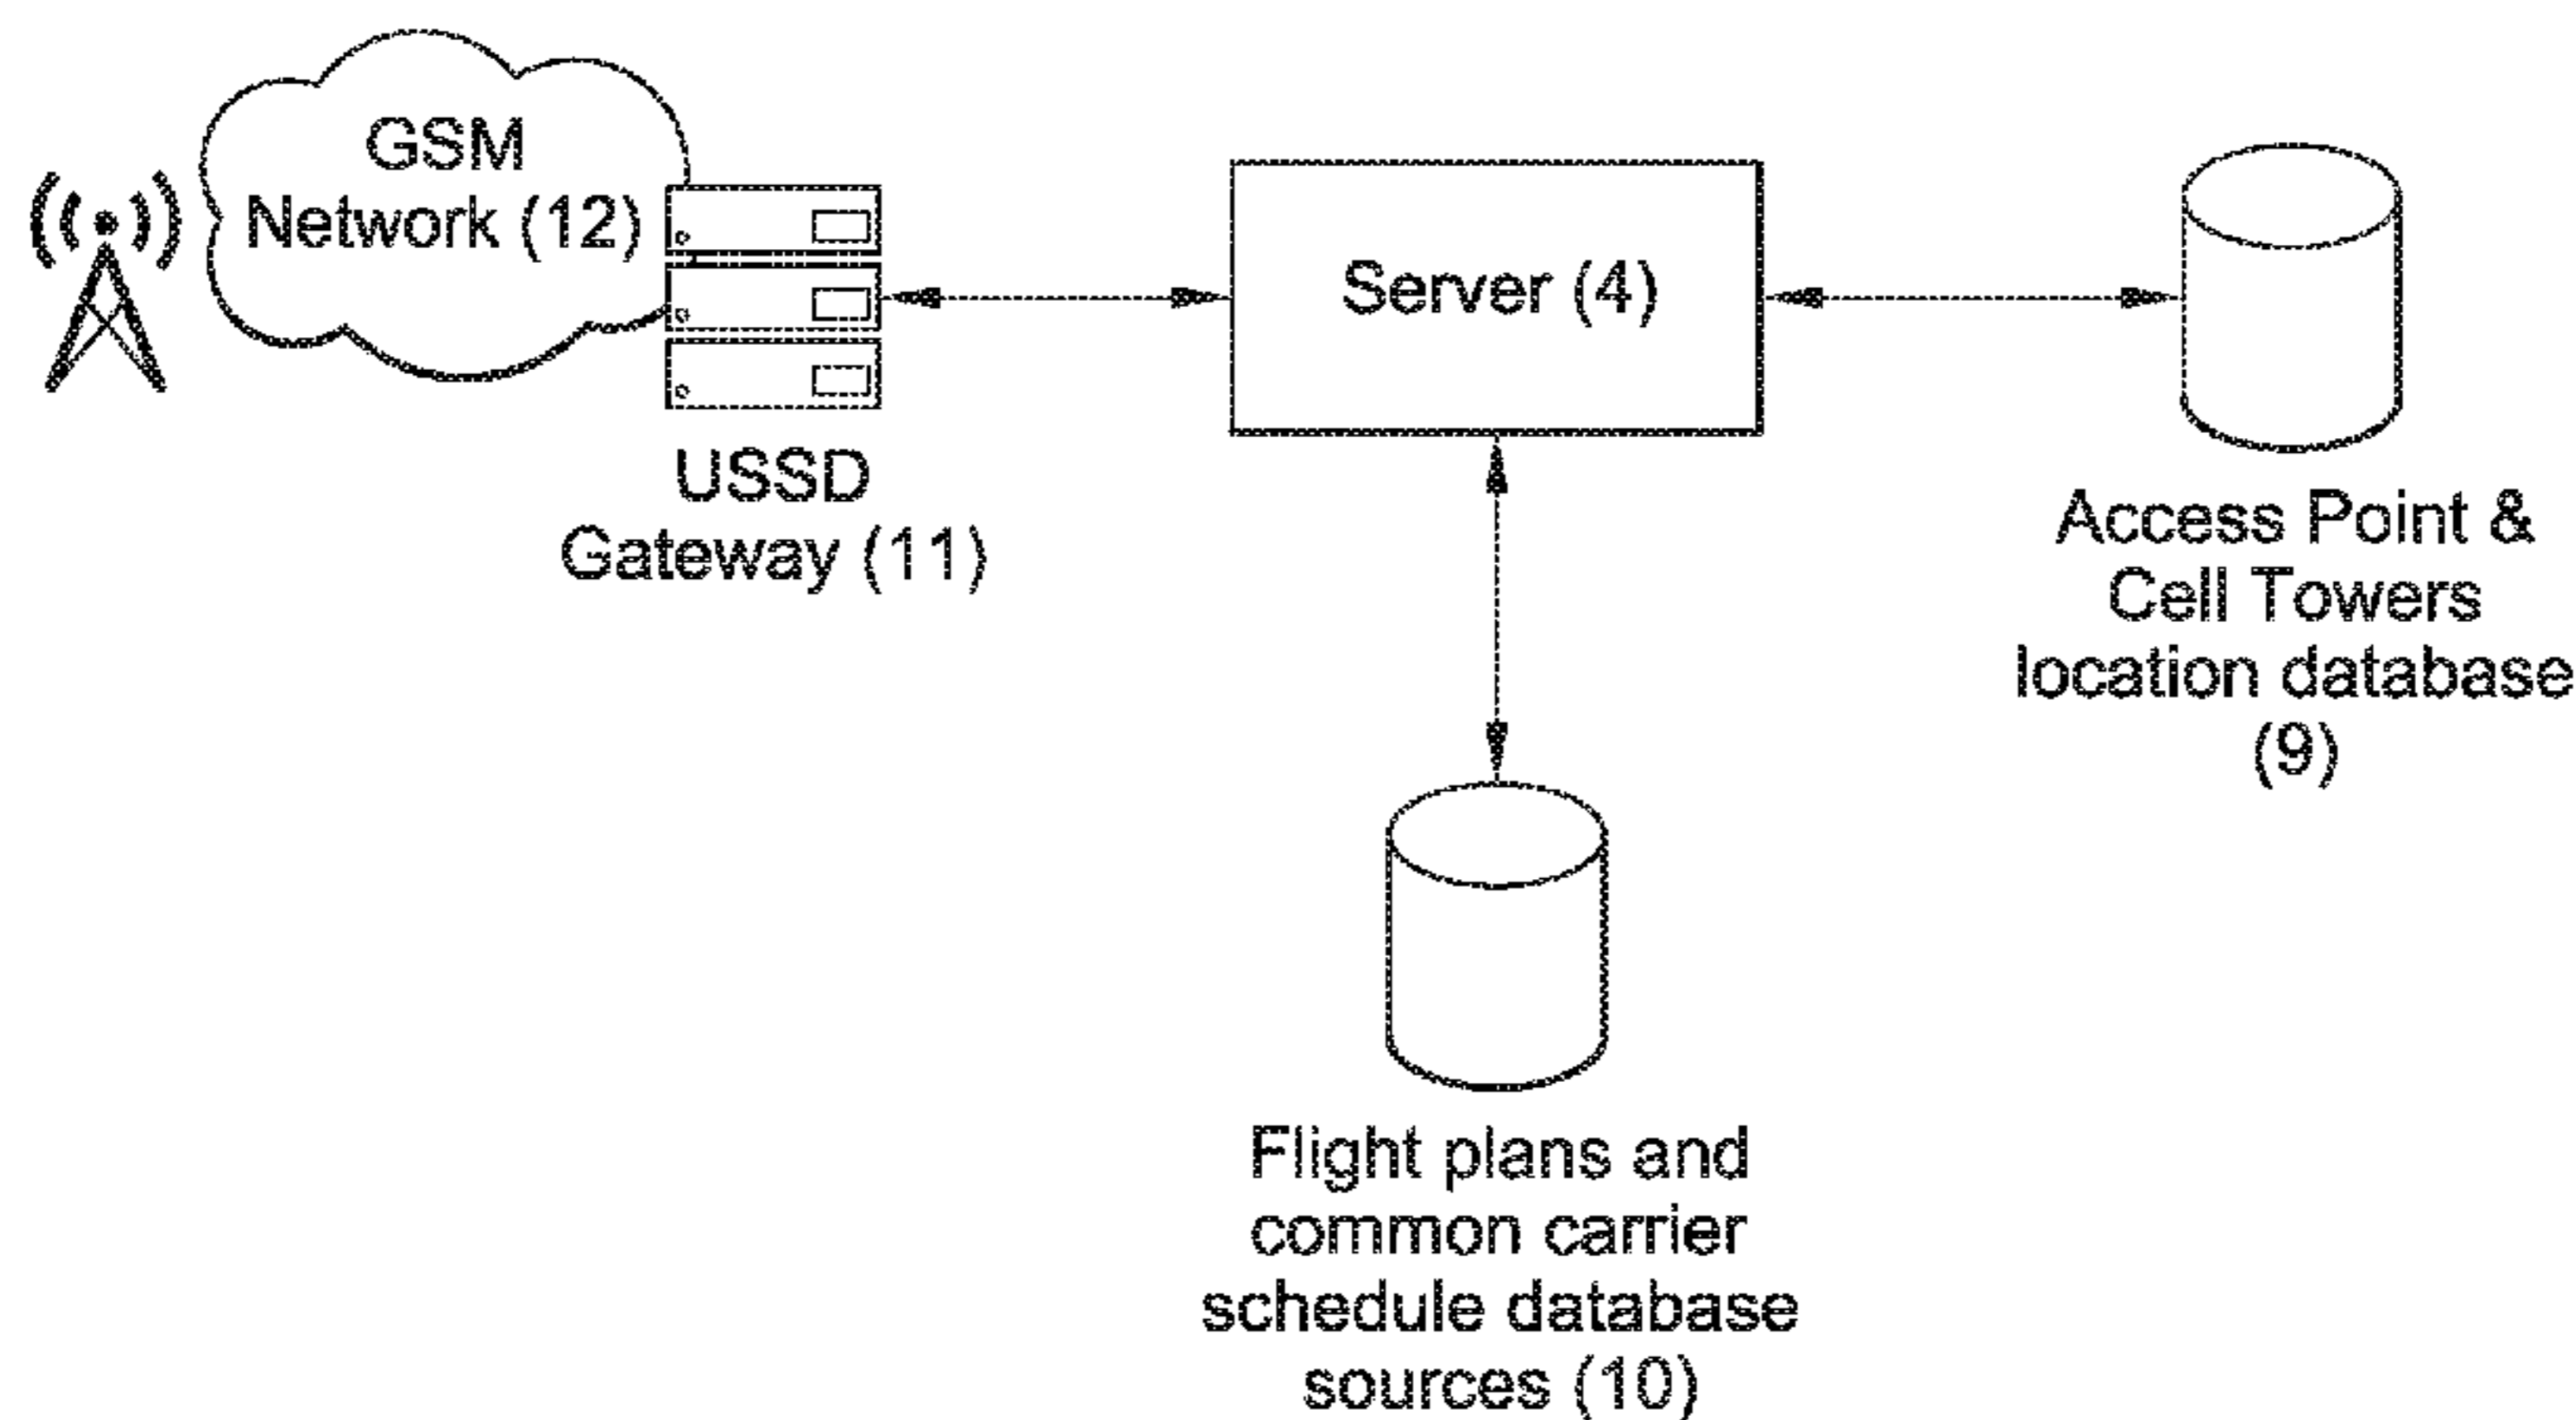 GSM
Network (12)
USSD
Gateway (11)
Server (4)
Access Point &
Cell Towers
location database
(9)
Flight plans and
common carrier
schedule database
sources (10)